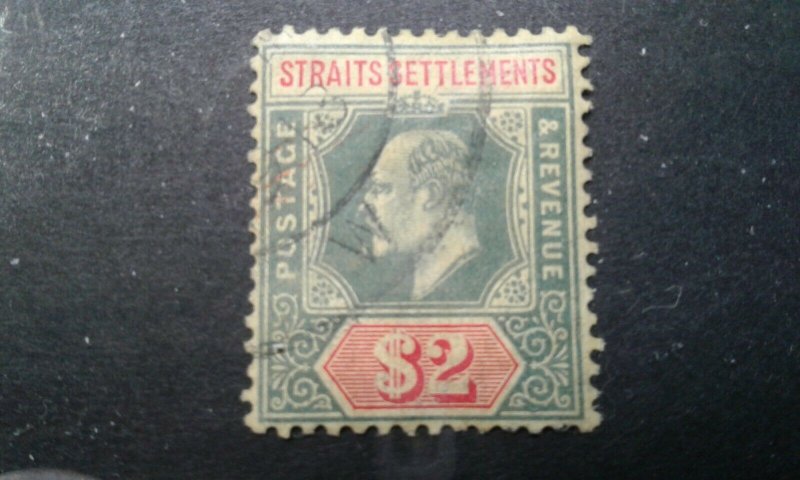 STRAITS SETTLEMENTS
POSTAGE
& REVENUE
$2